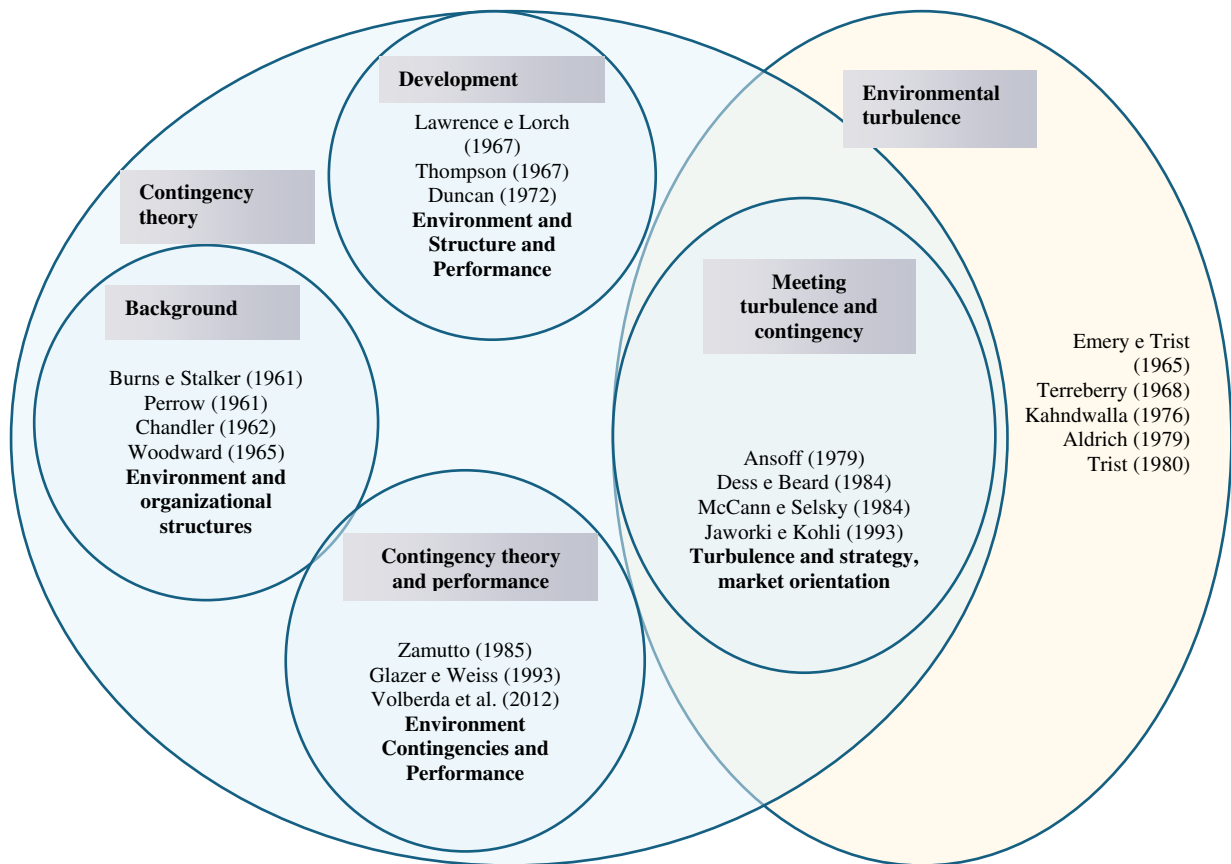 Development
Lawrence e Lorch
(1967)
Thompson (1967)
Duncan (1972)
Environment and
Structure and
Performance
Environmental
turbulence
Contingency
theory
Background
Burns e Stalker (1961)
Perrow (1961)
Chandler (1962)
Woodward (1965)
Environment and
organizational
structures
Meeting
turbulence and
contingency
Ansoff (1979)
Dess e Beard (1984)
McCann e Selsky (1984)
Jaworki e Kohli (1993)
Turbulence and strategy,
market orientation
Emery e Trist
(1965)
Terreberry (1968)
Kahndwalla (1976)
Aldrich (1979)
Trist (1980)
Contingency theory
and performance
Zamutto (1985)
Glazer e Weiss (1993)
Volberda et al. (2012)
Environment
Contingencies and
Performance